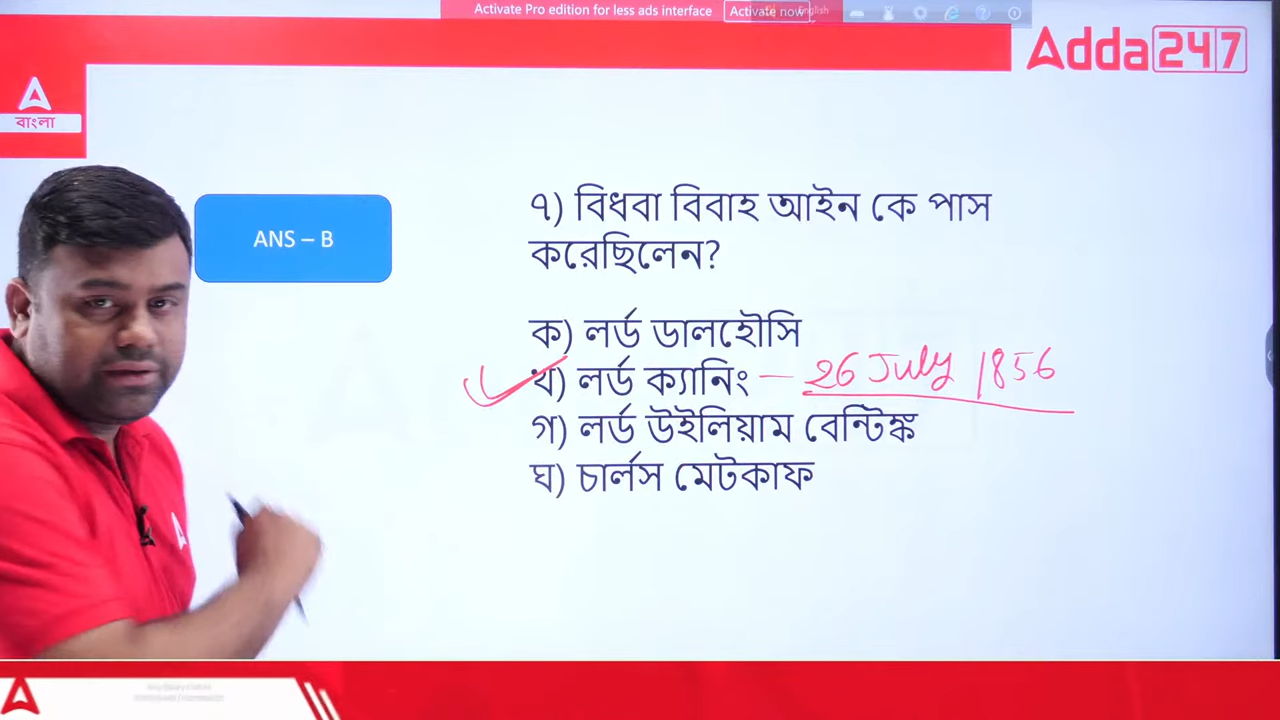 Activate Pro edition for less ads interface Activate now English
Adda247
বাংলা
ANS – B
৭) বিধবা বিবাহ আইন কে পাস
করেছিলেন?
ক) লর্ড ডালহৌসি
খ) লর্ড ক্যানিং — 26 July 1856
গ) লর্ড উইলিয়াম বেন্টিঙ্ক
ঘ) চার্লস মেটকাফ